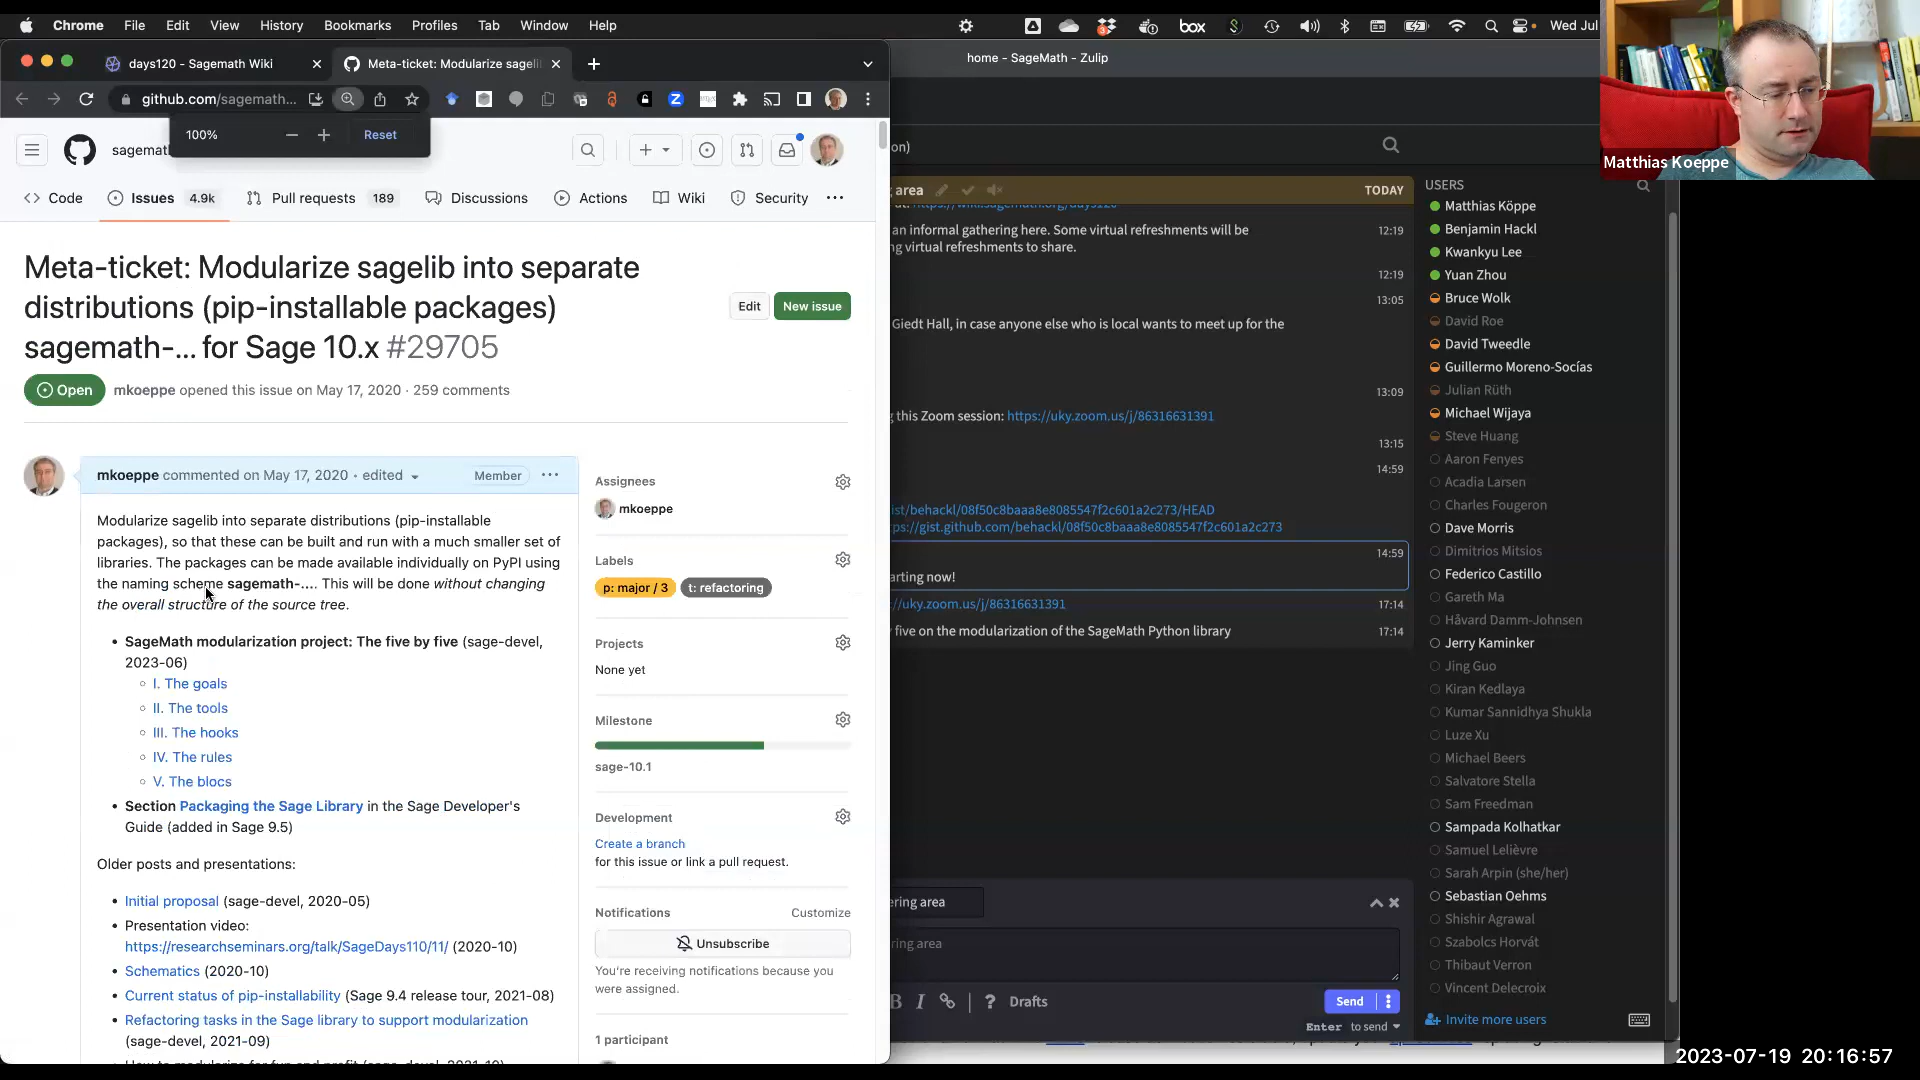 Chrome File Edit View History Bookmarks Profiles Tab Window Help
box
Wed Jul
days120 - Sagemath Wiki
Meta-ticket: Modularize sageli
home - SageMath - Zulip
github.com/sagemath...
100% Reset
sagemat
Code Issues 4.9k Pull requests 189 Discussions Actions Wiki Security
Meta-ticket: Modularize sagelib into separate
distributions (pip-installable packages)
sagemath-... for Sage 10.x #29705
Edit New issue
Open mkoeppe opened this issue on May 17, 2020 · 259 comments
mkoeppe commented on May 17, 2020 · edited Member
Modularize sagelib into separate distributions (pip-installable
packages), so that these can be built and run with a much smaller set of
libraries. The packages can be made available individually on PyPI using
the naming scheme sagemath-.... This will be done without changing
the overall structure of the source tree.
• SageMath modularization project: The five by five (sage-devel,
2023-06)
I. The goals
II. The tools
III. The hooks
IV. The rules
V. The blocs
• Section Packaging the Sage Library in the Sage Developer's
Guide (added in Sage 9.5)
Older posts and presentations:
• Initial proposal (sage-devel, 2020-05)
• Presentation video:
https://researchseminars.org/talk/SageDays110/11/ (2020-10)
• Schematics (2020-10)
• Current status of pip-installability (Sage 9.4 release tour, 2021-08)
• Refactoring tasks in the Sage library to support modularization
(sage-devel, 2021-09)
Assignees
mkoeppe
Labels
p: major / 3 t: refactoring
Projects
None yet
Milestone
sage-10.1
Development
Create a branch
for this issue or link a pull request.
Notifications Customize
Unsubscribe
You're receiving notifications because you
were assigned.
1 participant
on)
g area TODAY
an informal gathering here. Some virtual refreshments will be 12:19
ng virtual refreshments to share.
12:19
13:05
Giedt Hall, in case anyone else who is local wants to meet up for the
13:09
g this Zoom session: https://uky.zoom.us/j/86316631391
13:15
14:59
ist/behackl/08f50c8baaa8e8085547f2c601a2c273/HEAD
ps://gist.github.com/behackl/08f50c8baaa8e8085547f2c601a2c273
14:59
arting now!
//uky.zoom.us/j/86316631391 17:14
y five on the modularization of the SageMath Python library 17:14
ering area
ring area
B I ? Drafts
Send
Enter to send
USERS
Matthias Köppe
Benjamin Hackl
Kwankyu Lee
Yuan Zhou
Bruce Wolk
David Roe
David Tweedle
Guillermo Moreno-Socías
Julian Rüth
Michael Wijaya
Steve Huang
Aaron Fenyes
Acadia Larsen
Charles Fougeron
Dave Morris
Dimitrios Mitsios
Federico Castillo
Gareth Ma
Håvard Damm-Johnsen
Jerry Kaminker
Jing Guo
Kiran Kedlaya
Kumar Sannidhya Shukla
Luze Xu
Michael Beers
Salvatore Stella
Sam Freedman
Sampada Kolhatkar
Samuel Lelièvre
Sarah Arpin (she/her)
Sebastian Oehms
Shishir Agrawal
Szabolcs Horvát
Thibaut Verron
Vincent Delecroix
Invite more users
Matthias Koeppe
2023-07-19 20:16:57